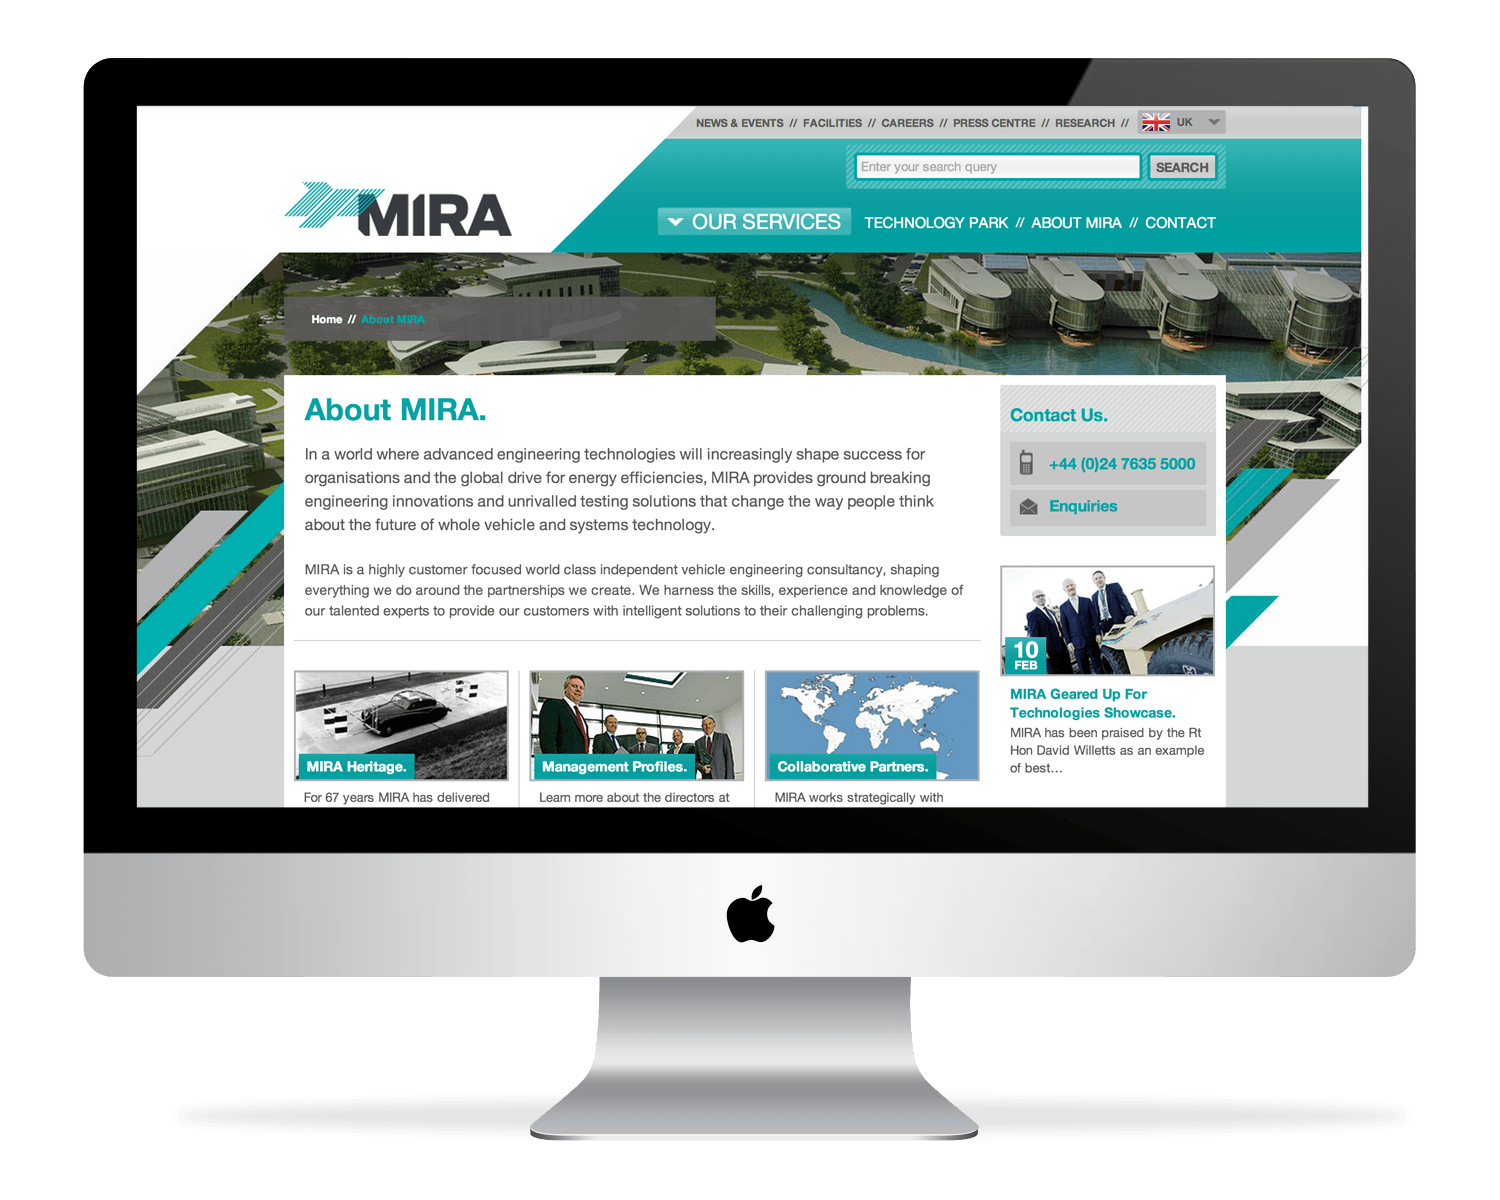 NEWS & EVENTS // FACILITIES // CAREERS // PRESS CENTRE // RESEARCH // UK
Enter your search query SEARCH
MIRA
OUR SERVICES TECHNOLOGY PARK // ABOUT MIRA // CONTACT
Home // About MIRA
About MIRA.
In a world where advanced engineering technologies will increasingly shape success for
organisations and the global drive for energy efficiencies, MIRA provides ground breaking
engineering innovations and unrivalled testing solutions that change the way people think
about the future of whole vehicle and systems technology.
MIRA is a highly customer focused world class independent vehicle engineering consultancy, shaping
everything we do around the partnerships we create. We harness the skills, experience and knowledge of
our talented experts to provide our customers with intelligent solutions to their challenging problems.
MIRA Heritage.
For 67 years MIRA has delivered
Management Profiles.
Learn more about the directors at
Collaborative Partners.
MIRA works strategically with
Contact Us.
+44 (0)24 7635 5000
Enquiries
10
FEB
MIRA Geared Up For
Technologies Showcase.
MIRA has been praised by the Rt
Hon David Willetts as an example
of best...